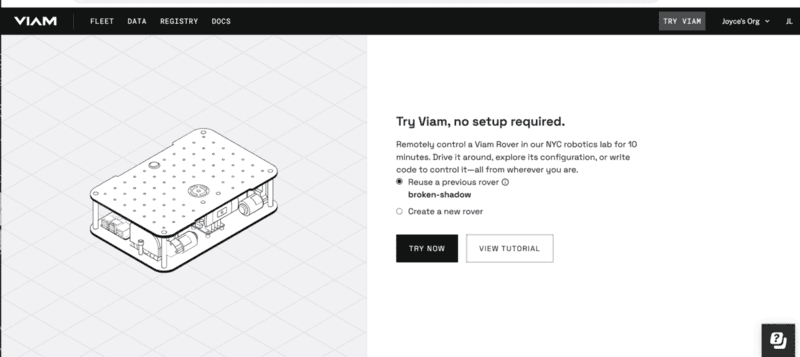 VIAM
FLEET DATA REGISTRY DOCS
TRY VIAM
Joyce's Org
JL
Try Viam, no setup required.
Remotely control a Viam Rover in our NYC robotics lab for 10
minutes. Drive it around, explore its configuration, or write
code to control it—all from wherever you are.
Reuse a previous rover
broken-shadow
Create a new rover
TRY NOW
VIEW TUTORIAL